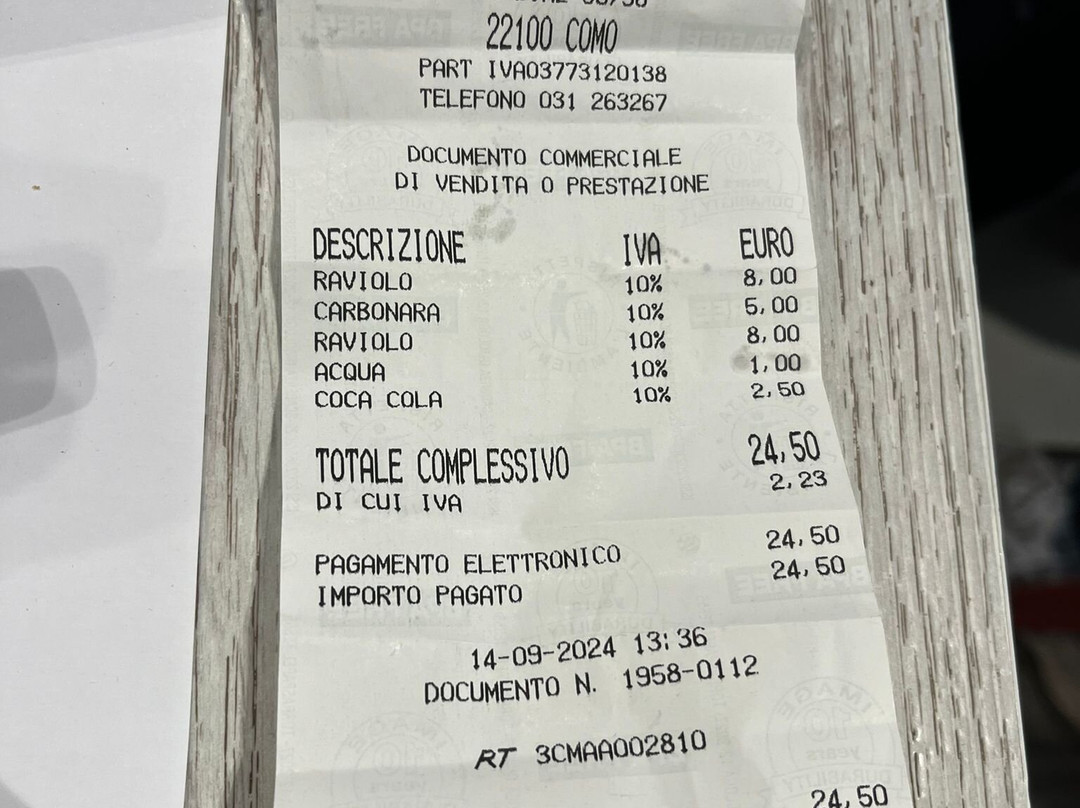 22100 COMO
PART IVA03773120138
TELEFONO 031 263267
DOCUMENTO COMMERCIALE
DI VENDITA O PRESTAZIONE
DESCRIZIONE IVA EURO
RAVIOLO 10% 8,00
CARBONARA 10% 5,00
RAVIOLO 10% 8,00
ACQUA 10% 1,00
COCA COLA 10% 2,50
TOTALE COMPLESSIVO 24,50
DI CUI IVA 2,23
PAGAMENTO ELETTRONICO 24,50
IMPORTO PAGATO 24,50
14-09-2024 13:36
DOCUMENTO N. 1958-0112
RT 3CMAA002810
24,50